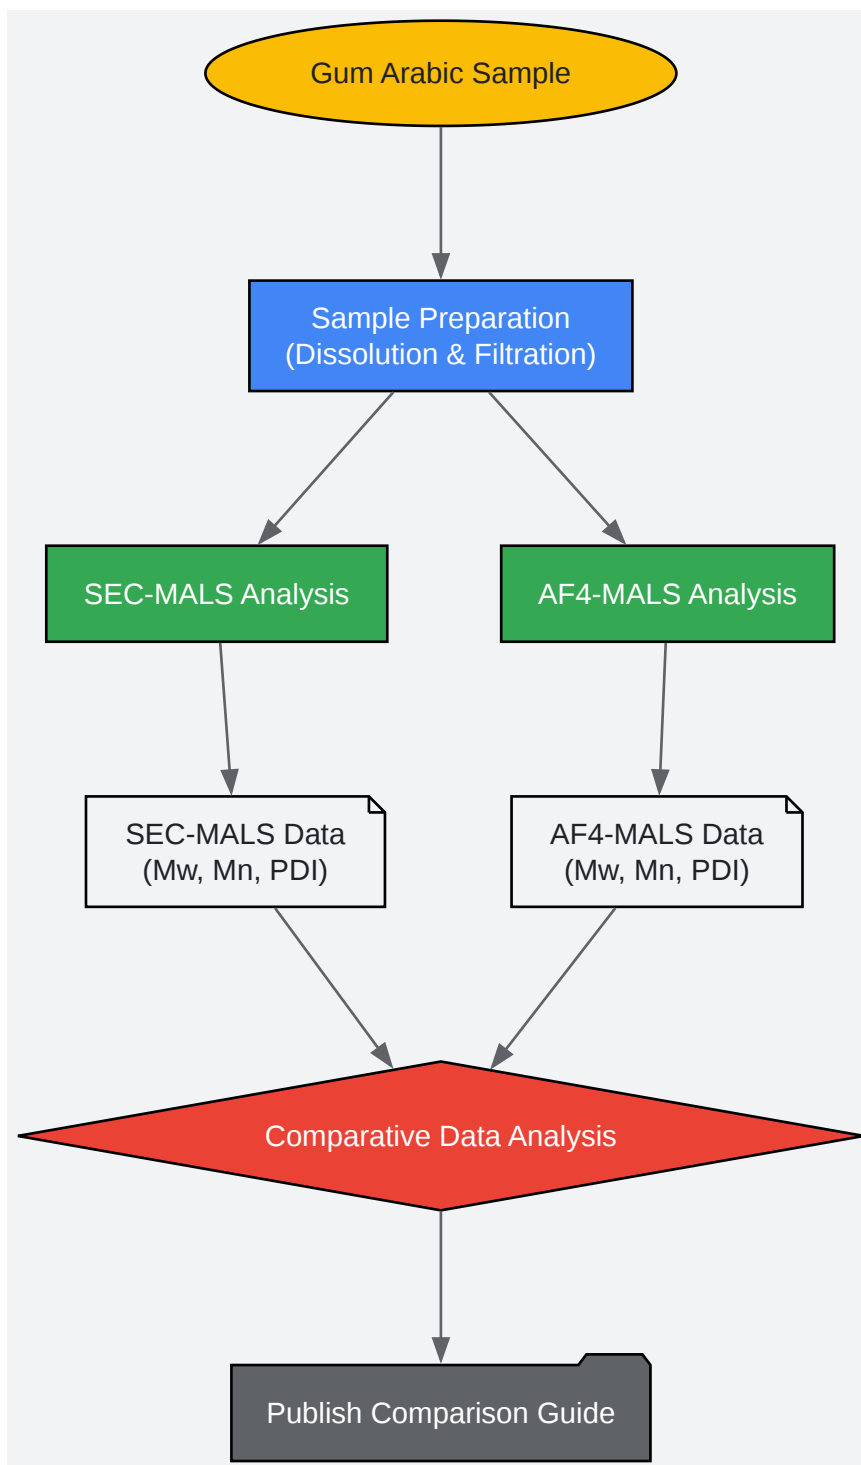 Gum Arabic Sample
Sample Preparation
(Dissolution & Filtration)
SEC-MALS Analysis
AF4-MALS Analysis
SEC-MALS Data
(Mw, Mn, PDI)
AF4-MALS Data
(Mw, Mn, PDI)
Comparative Data Analysis
Publish Comparison Guide